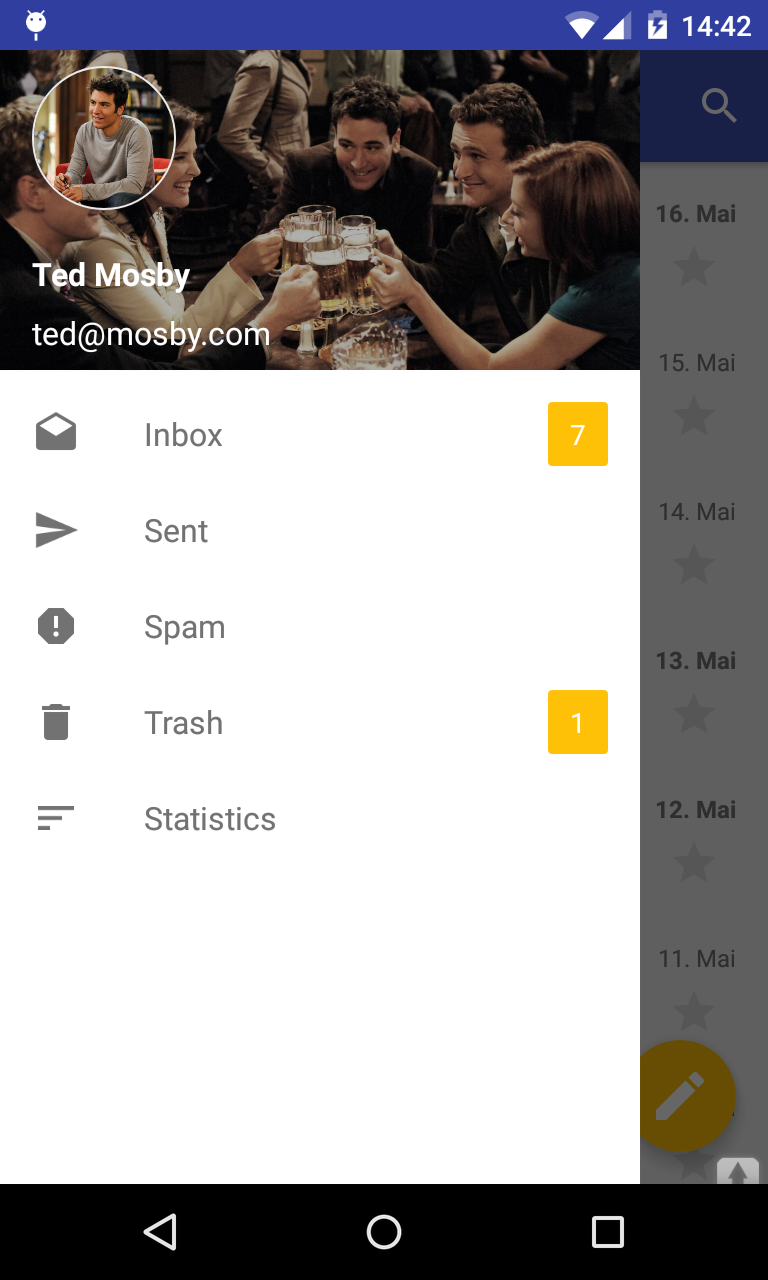 14:42
Ted Mosby
ted@mosby.com
Inbox 7
Sent
Spam
Trash 1
Statistics
16. Mai
15. Mai
14. Mai
13. Mai
12. Mai
11. Mai